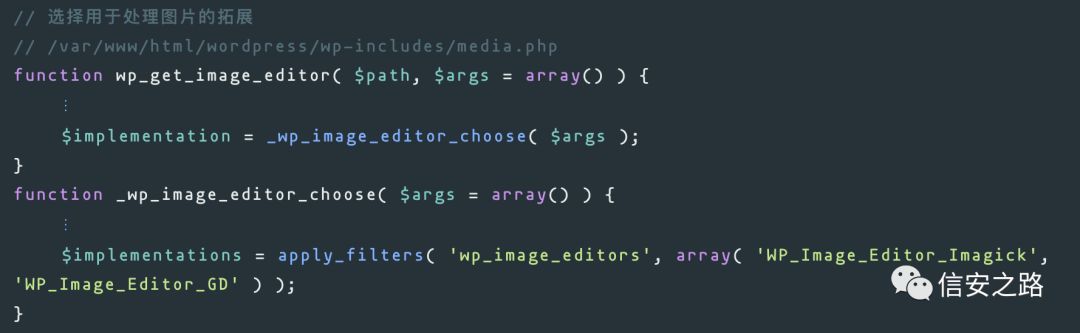 // 选择用于处理图片的拓展
// /var/www/html/wordpress/wp-includes/media.php
function wp_get_image_editor( $path, $args = array() ) {
⋮
$implementation = _wp_image_editor_choose( $args );
}
function _wp_image_editor_choose( $args = array() ) {
⋮
$implementations = apply_filters( 'wp_image_editors', array( 'WP_Image_Editor_Imagick',
'WP_Image_Editor_GD' ) );
}
信安之路